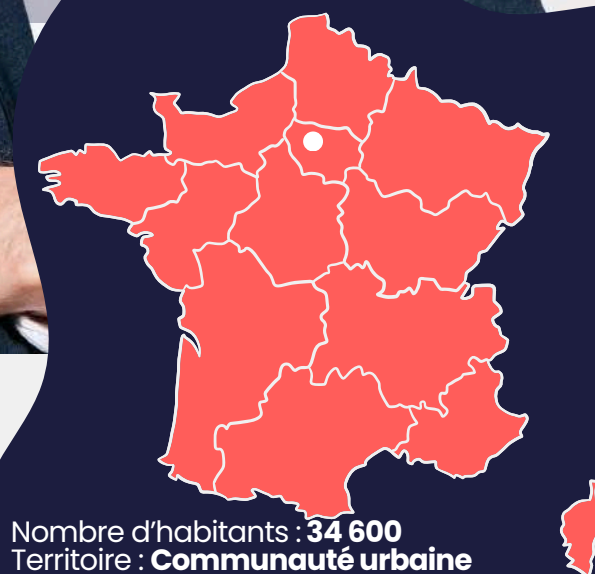 Nombre d’habitants : 34 600
Territoire : Communauté urbaine